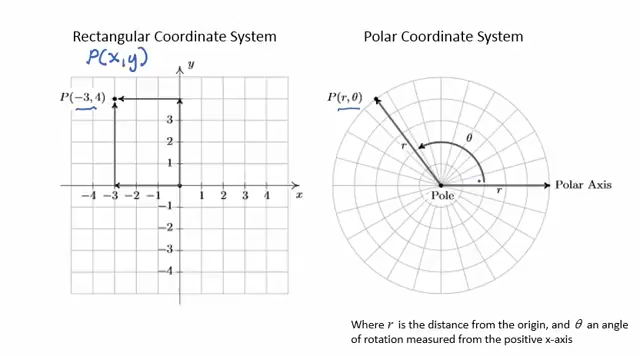 Rectangular Coordinate System
P(x,y)
y
P(−3, 4)
3
2
1
−4 −3 −2 −1 1 2 3 4 x
−1
−2
−3
−4
Polar Coordinate System
P(r, θ)
θ
r
r
Pole
Polar Axis
Where r is the distance from the origin, and θ an angle
of rotation measured from the positive x-axis